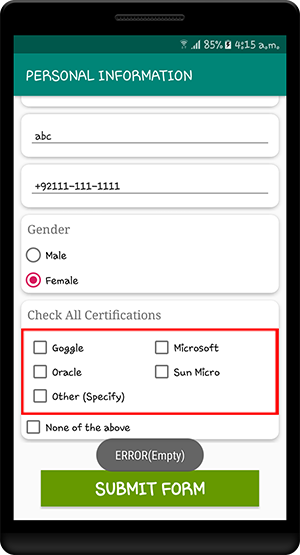 85% 4:15 a.m.
PERSONAL INFORMATION
abc
+92111-111-1111
Gender
Male
Female
Check All Certifications
Goggle Microsoft
Oracle Sun Micro
Other (Specify)
None of the above
ERROR(Empty)
SUBMIT FORM